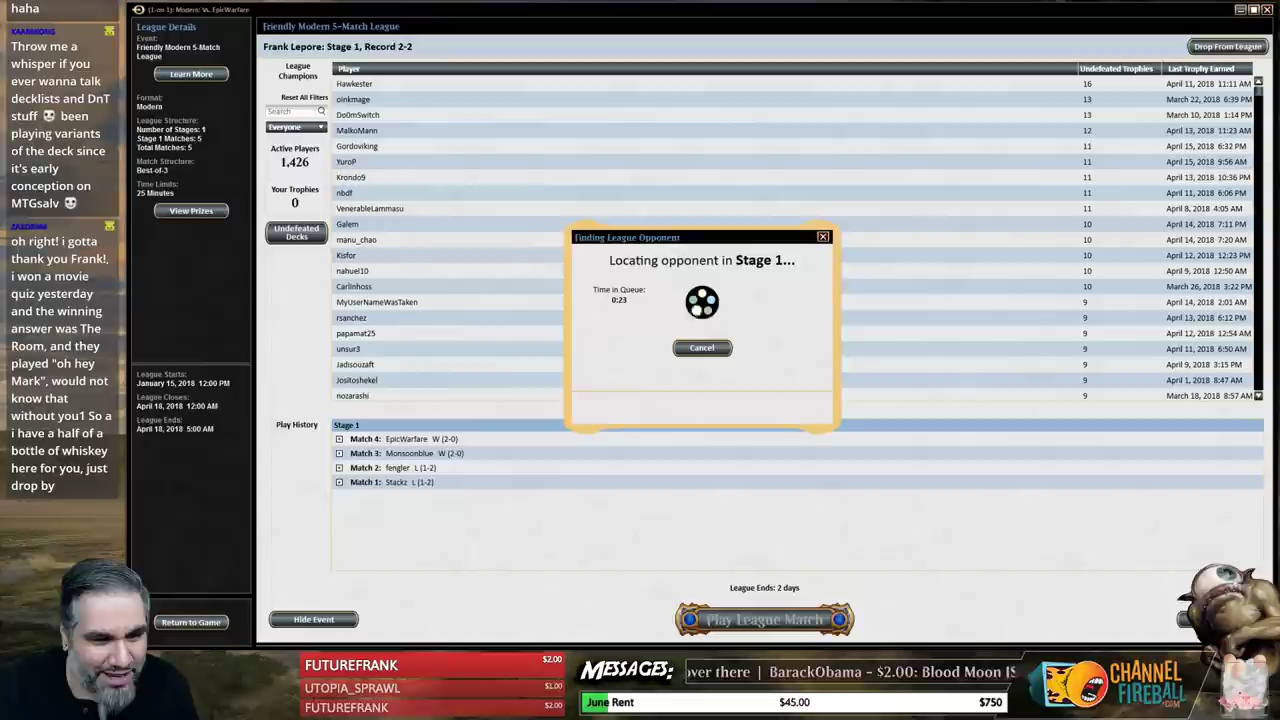 haha
KAARMKONG
Throw me a
whisper if you
ever wanna talk
decklists and DnT
stuff been
playing variants
of the deck since
it's early
conception on
MTGsalv
oh right! i gotta
thank you Frank!,
i won a movie
quiz yesterday
and the winning
answer was The
Room, and they
played "oh hey
Mark", would not
know that
without you1 So a
i have a half of a
bottle of whiskey
here for you, just
drop by
(1-on-1): Modern: Vs. EpicWarfare
League Details
Event:
Friendly Modern 5-Match
League
Learn More
Format:
Modern
League Structure:
Number of Stages: 1
Stage 1 Matches: 5
Total Matches: 5
Match Structure:
Best-of-3
Time Limits:
25 Minutes
View Prizes
League Starts:
January 15, 2018 12:00 PM
League Closes:
April 18, 2018 12:00 AM
League Ends:
April 18, 2018 5:00 AM
Return to Game
Friendly Modern 5-Match League
Frank Lepore: Stage 1, Record 2-2
Drop From League
League
Champions
Reset All Filters
Search
Everyone
Active Players
1,426
Your Trophies
0
Undefeated
Decks
Player Undefeated Trophies Last Trophy Earned
Hawkester 16 April 11, 2018 11:11 AM
oinkmage 13 March 22, 2018 6:39 PM
Do0mSwitch 13 March 10, 2018 1:14 PM
MalkoMann 12 April 13, 2018 11:23 AM
Gordoviking 11 April 15, 2018 6:32 PM
YuroP 11 April 15, 2018 9:56 AM
Krondo9 11 April 13, 2018 10:36 PM
nbdf 11 April 11, 2018 6:06 PM
VenerableLammasu 11 April 8, 2018 4:05 AM
Galem 10 April 14, 2018 7:11 PM
manu_chao 10 April 14, 2018 7:20 AM
Kisfor 10 April 12, 2018 12:23 PM
nahuel10 10 April 9, 2018 12:50 AM
Carlinhoss 10 March 26, 2018 3:22 PM
MyUserNameWasTaken 9 April 14, 2018 2:01 AM
rsanchez 9 April 13, 2018 6:12 PM
papamat25 9 April 12, 2018 12:54 AM
unsur3 9 April 11, 2018 6:50 AM
Jadisouzaft 9 April 9, 2018 3:15 PM
Jositoshekel 9 April 1, 2018 8:47 AM
nozarashi 9 March 18, 2018 8:57 AM
Finding League Opponent
Locating opponent in Stage 1...
Time in Queue:
0:23
Cancel
Play History
Stage 1
Match 4: EpicWarfare W (2-0)
Match 3: Monsoonblue W (2-0)
Match 2: fengler L (1-2)
Match 1: Stackz L (1-2)
League Ends: 2 days
Hide Event
Play League Match
FUTUREFRANK $2.00
UTOPIA_SPRAWL $1.00
FUTUREFRANK $2.00
MESSAGES:
over there | BarackObama - $2.00: Blood Moon IS
June Rent $45.00 $750
CHANNEL
FIREBALL
.COM